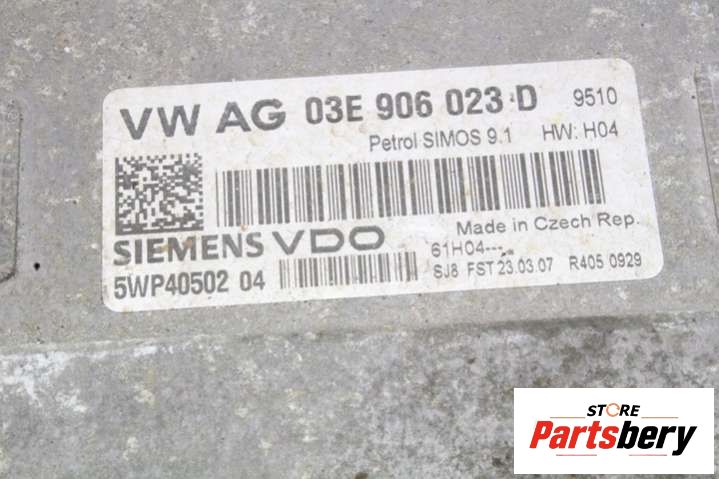 VW AG 03E 906 023 D 9510
Petrol SIMOS 9.1 HW: H04
Made in Czech Rep.
SIEMENS VDO 61H04---.
5WP40502 04 SJ8 FST 23.03.07 R405 0929
STORE
Partsbery